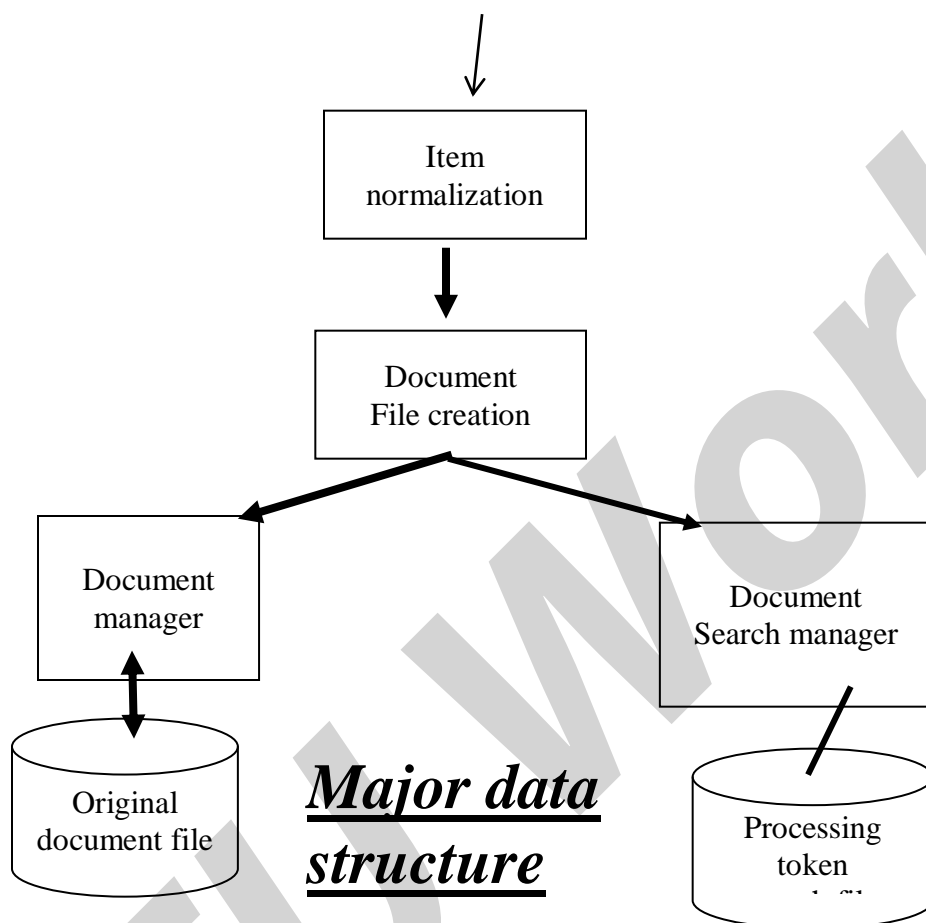 Item
normalization
Document
File creation
Document
manager
Document
Search manager
Original
document file
Major data
structure
Processing
token